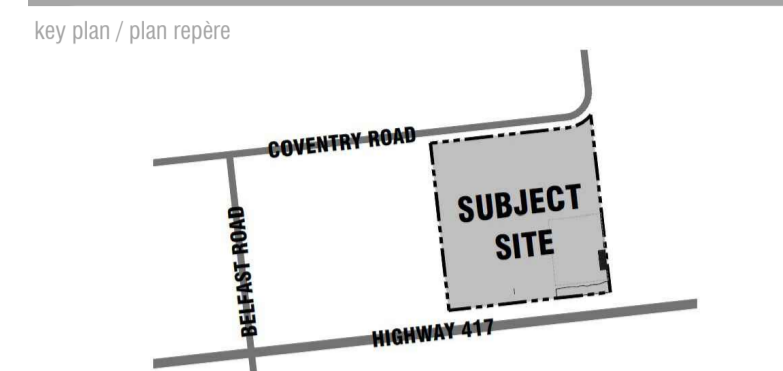 key plan / plan repère
COVENTRY ROAD
BELFAST ROAD
SUBJECT
SITE
HIGHWAY 417